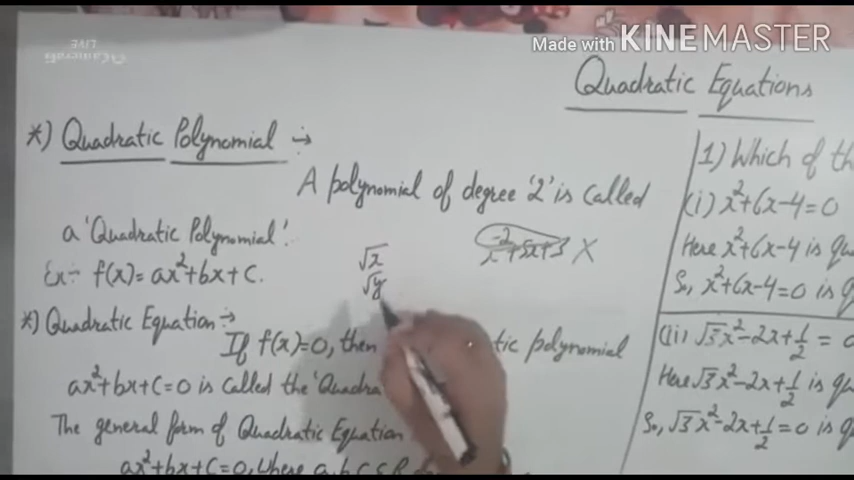 Made with KINEMASTER
Quadratic Equations
*) Quadratic Polynomial :→
A polynomial of degree '2' is called
a 'Quadratic Polynomial'.
x⁻²+5x+3 X
√x
√y
Ex:- f(x)= ax²+bx+c.
*) Quadratic Equation:→
If f(x)=0, then tic polynomial
ax²+bx+c=0 is called the 'Quadra
The general form of Quadratic Equation
ax²+bx+c=0, where a,b,c ∈ R
1) Which of th
(i) x²+6x-4=0
Here x²+6x-4 is qu
So, x²+6x-4=0 is q
(ii) √3x²-2x+1/2=0
Here √3x²-2x+1/2 is qu
So, √3x²-2x+1/2=0 is qu